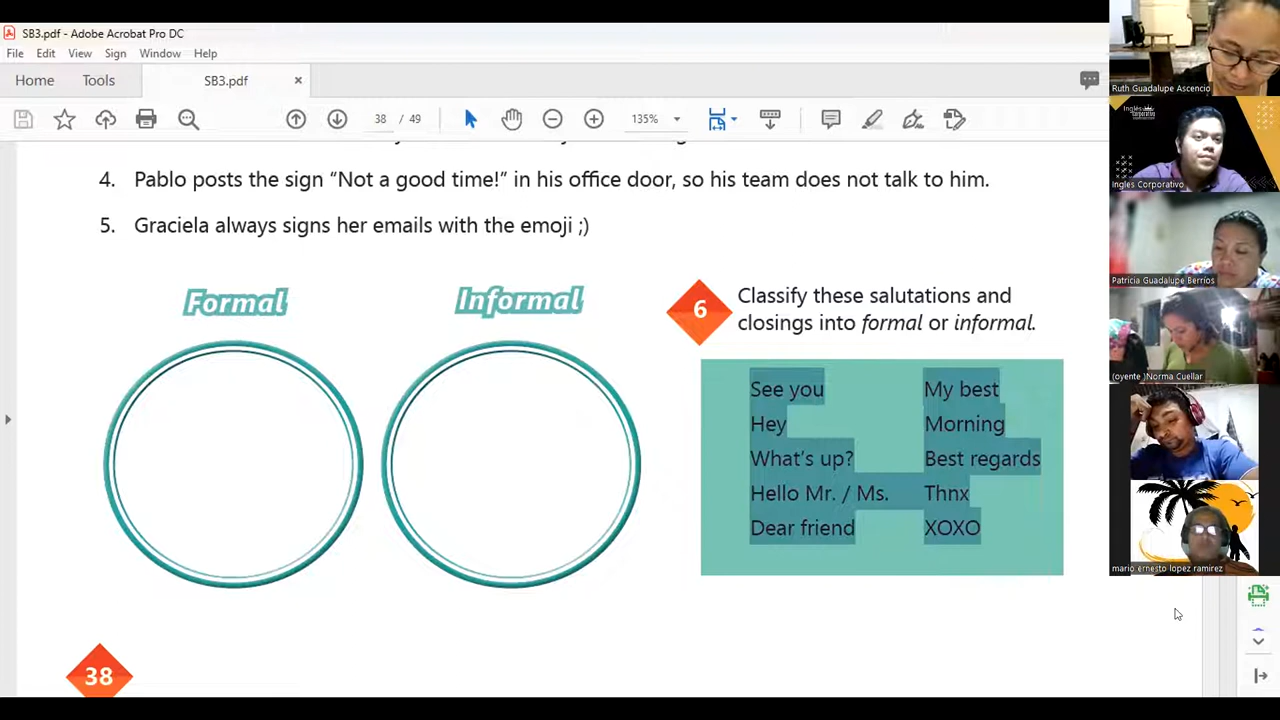 SB3.pdf - Adobe Acrobat Pro DC
File Edit View Sign Window Help
Home Tools SB3.pdf ×
38 / 49 135%
4. Pablo posts the sign “Not a good time!” in his office door, so his team does not talk to him.
5. Graciela always signs her emails with the emoji ;)
Formal
Informal
6 Classify these salutations and
closings into formal or informal.
See you My best
Hey Morning
What's up? Best regards
Hello Mr. / Ms. Thnx
Dear friend XOXO
38
Ruth Guadalupe Ascencio
Inglés
corporativo
Ingles Corporativo
Patricia Guadalupe Berríos
(oyente )Norma Cuellar
mario ernesto lopez ramirez